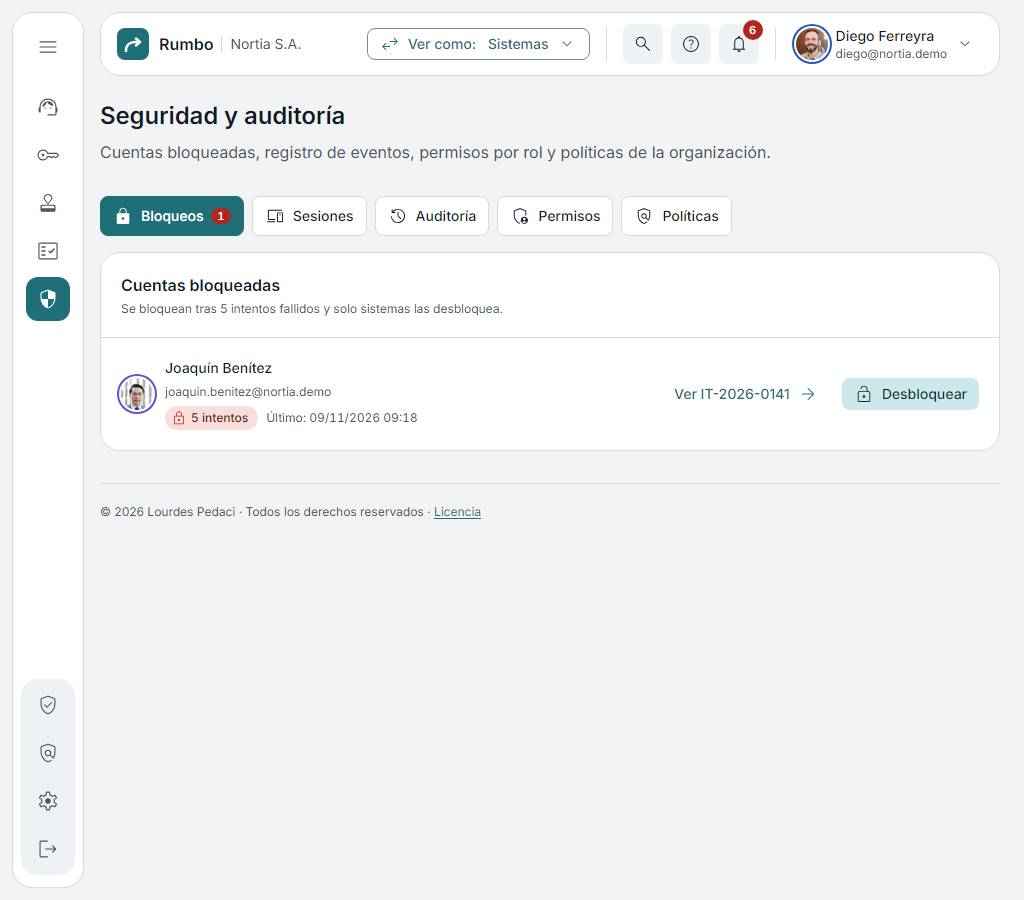 Rumbo
Nortia S.A.
Ver como: Sistemas
6
Diego Ferreyra
diego@nortia.demo
Seguridad y auditoría
Cuentas bloqueadas, registro de eventos, permisos por rol y políticas de la organización.
Bloqueos 1
Sesiones
Auditoría
Permisos
Políticas
Cuentas bloqueadas
Se bloquean tras 5 intentos fallidos y solo sistemas las desbloquea.
Joaquín Benítez
joaquin.benitez@nortia.demo
5 intentos
Último: 09/11/2026 09:18
Ver IT-2026-0141
Desbloquear
© 2026 Lourdes Pedaci · Todos los derechos reservados · Licencia